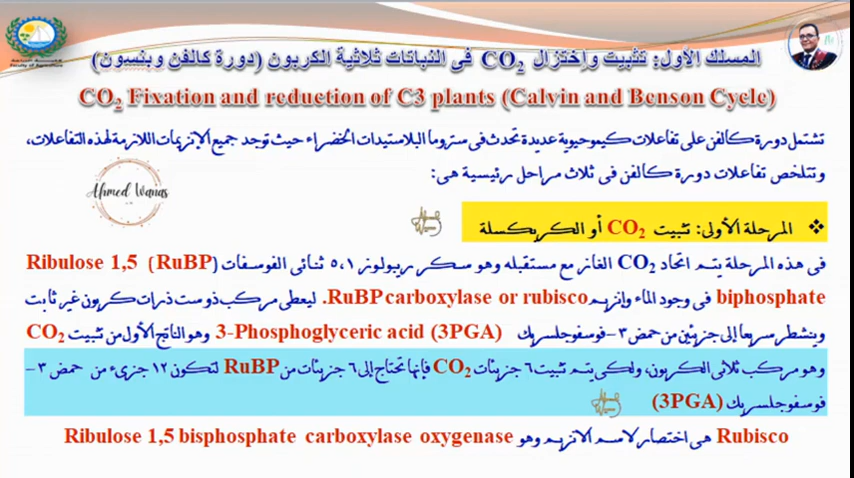 المسلك الأول: تثبيت وإختزال CO2 فى النباتات ثلاثية الكربون (دورة كالفن وبنسون)
CO2 Fixation and reduction of C3 plants (Calvin and Benson Cycle)
تشتمل دورة كالفن على تفاعلات كيموحيوية عديدة تحدث فى ستروما البلاستيدات الخضراء حيث توجد جميع الإنزيمات اللازمة لهذه التفاعلات،
وتتلخص تفاعلات دورة كالفن فى ثلاث مراحل رئيسية هى:
Ahmed Wanas
❖ المرحلة الأولى: تثبيت CO2 أو الكربكسلة
فى هذه المرحلة يتم اتحاد CO2 الغاز مع مستقبله وهو سكر ريبولوز ٥،١ ثنائى الفوسفات (RuBP) Ribulose 1,5
biphosphate فى وجود الماء وإنزيم RuBP carboxylase or rubisco. ليعطى مركب ذو ست ذرات كربون غير ثابت
وينشطر سريعا إلى جزيئين من حمض ٣-فوسفوجلسريك 3-Phosphoglyceric acid (3PGA) وهو الناتج الأول من تثبيت CO2
وهو مركب ثلاثى الكربون، ولكى يتم تثبيت ٦ جزيئات CO2 فإنها تحتاج إلى ٦ جزيئات من RuBP لتتكون ١٢ جزىء من حمض ٣-
فوسفوجلسريك (3PGA)
Rubisco هى اختصار لاسم الانزيم وهو Ribulose 1,5 bisphosphate carboxylase oxygenase